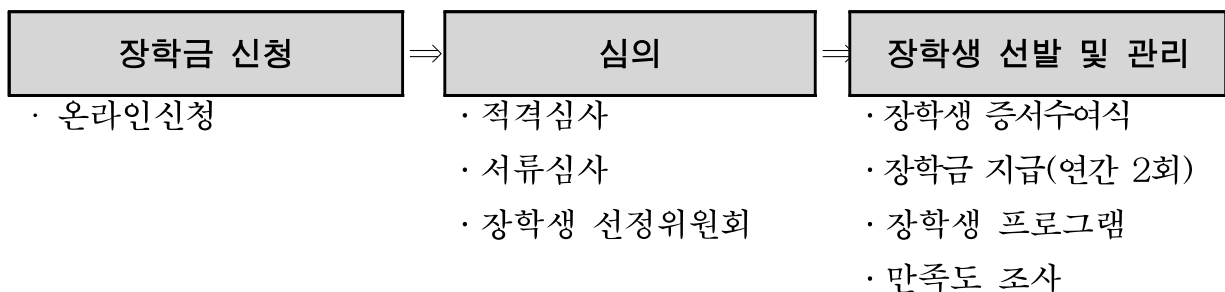 장학금 신청 ⇒ 심의 ⇒ 장학생 선발 및 관리
· 온라인신청
· 적격심사
· 서류심사
· 장학생 선정위원회
· 장학생 증서수여식
· 장학금 지급(연간 2회)
· 장학생 프로그램
· 만족도 조사